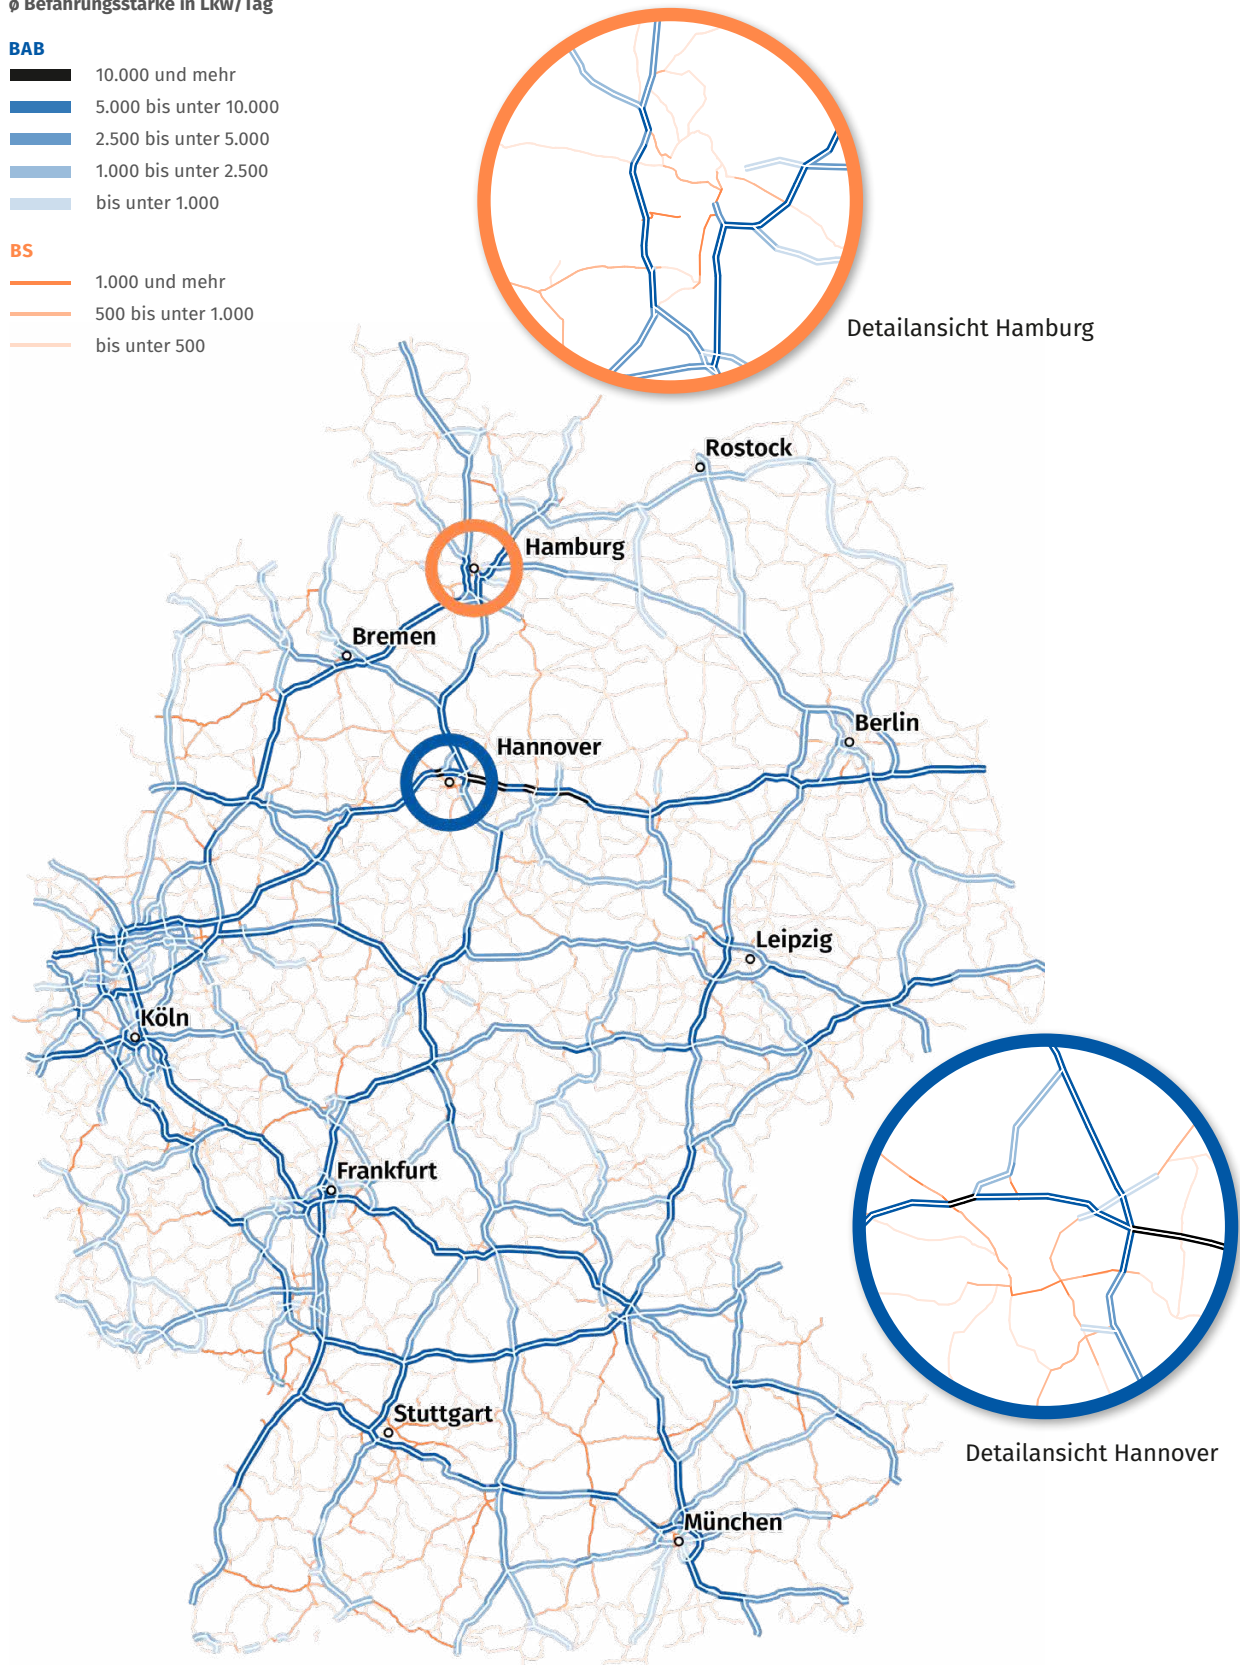 ø Befahrungsstärke in Lkw/Tag
BAB
10.000 und mehr
5.000 bis unter 10.000
2.500 bis unter 5.000
1.000 bis unter 2.500
bis unter 1.000
BS
1.000 und mehr
500 bis unter 1.000
bis unter 500
Detailansicht Hamburg
Rostock
Hamburg
Bremen
Berlin
Hannover
Leipzig
Köln
Frankfurt
Stuttgart
Detailansicht Hannover
München